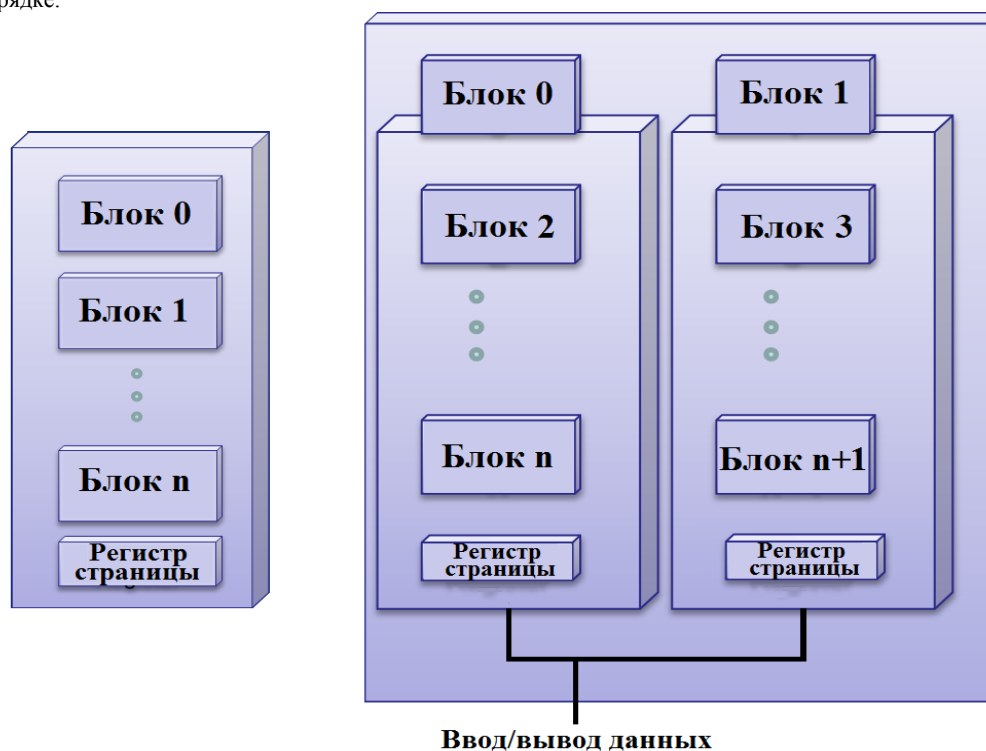 Блок 0
Блок 1
Блок n
Регистр
страницы
Блок 0
Блок 1
Блок 2
Блок 3
Блок n
Блок n+1
Регистр
страницы
Регистр
страницы
Ввод/вывод данных